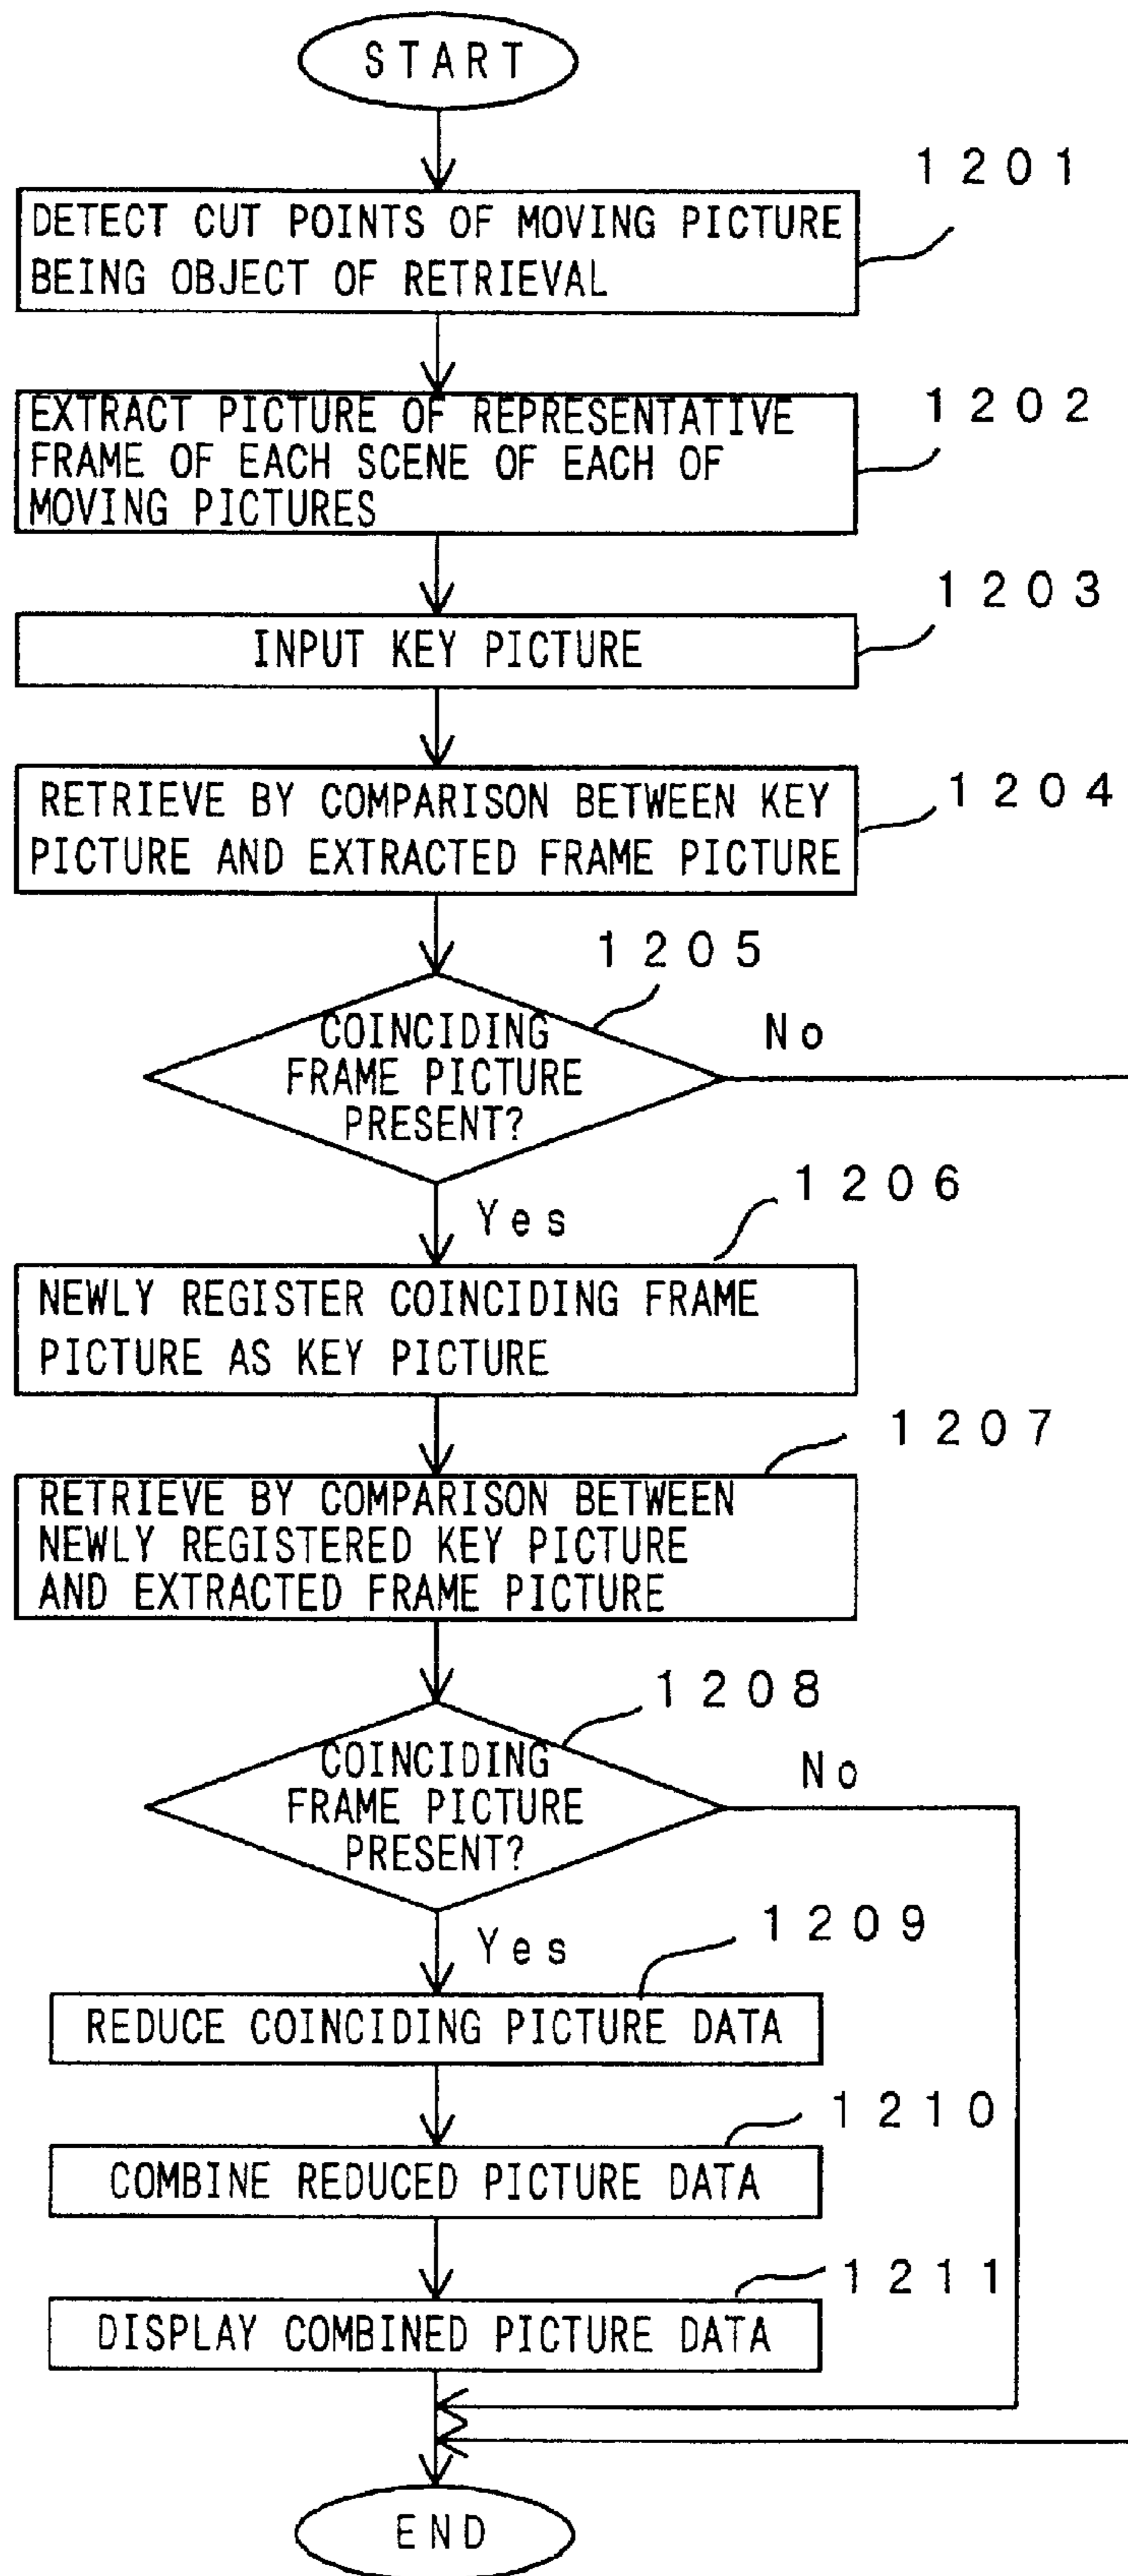 START
1201
DETECT CUT POINTS OF MOVING PICTURE
BEING OBJECT OF RETRIEVAL
1202
EXTRACT PICTURE OF REPRESENTATIVE
FRAME OF EACH SCENE OF EACH OF
MOVING PICTURES
1203
INPUT KEY PICTURE
1204
RETRIEVE BY COMPARISON BETWEEN KEY
PICTURE AND EXTRACTED FRAME PICTURE
1205
COINCIDING
FRAME PICTURE
PRESENT?
No
Yes
1206
NEWLY REGISTER COINCIDING FRAME
PICTURE AS KEY PICTURE
1207
RETRIEVE BY COMPARISON BETWEEN
NEWLY REGISTERED KEY PICTURE
AND EXTRACTED FRAME PICTURE
1208
COINCIDING
FRAME PICTURE
PRESENT?
No
Yes
1209
REDUCE COINCIDING PICTURE DATA
1210
COMBINE REDUCED PICTURE DATA
1211
DISPLAY COMBINED PICTURE DATA
END